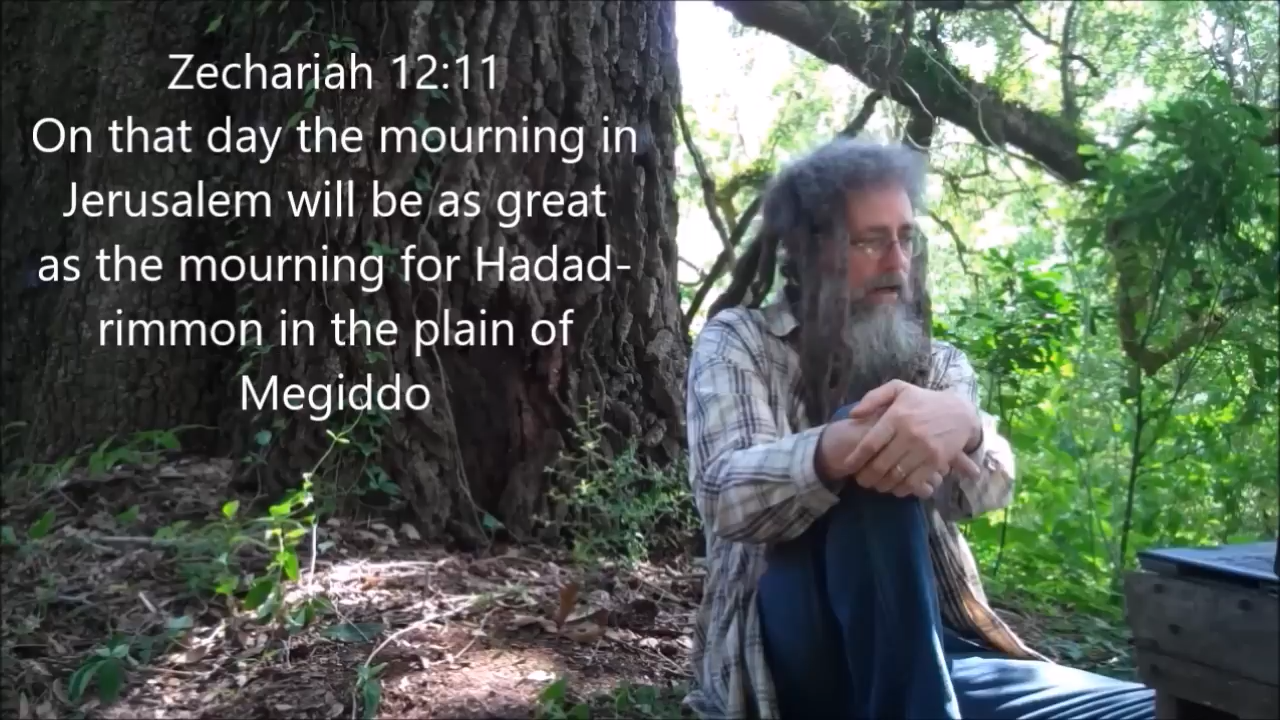 Zechariah 12:11
On that day the mourning in
Jerusalem will be as great
as the mourning for Hadad-
rimmon in the plain of
Megiddo